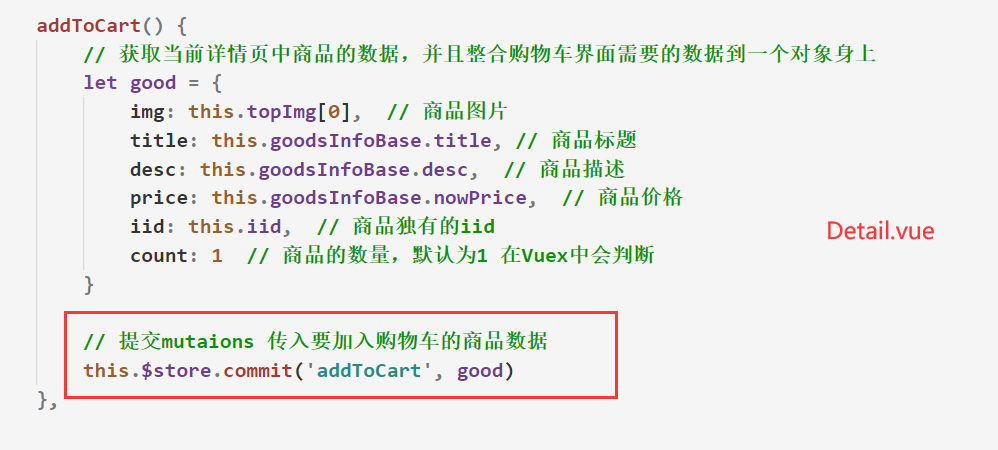 addToCart() {
// 获取当前详情页中商品的数据，并且整合购物车界面需要的数据到一个对象身上
let good = {
img: this.topImg[0],  // 商品图片
title: this.goodsInfoBase.title, // 商品标题
desc: this.goodsInfoBase.desc,  // 商品描述
price: this.goodsInfoBase.nowPrice,  // 商品价格
iid: this.iid,  // 商品独有的iid
Detail.vue
count: 1  // 商品的数量，默认为1 在Vuex中会判断
}
// 提交mutaions 传入要加入购物车的商品数据
this.$store.commit('addToCart', good)
},